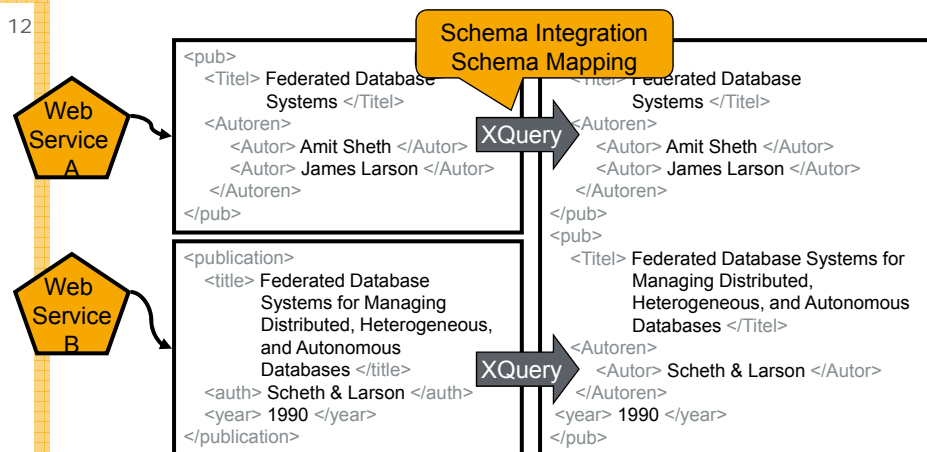 12
Schema Integration
Schema Mapping
Web
Service
A
<pub>
<Titel> Federated Database
Systems </Titel>
<Autoren>
<Autor> Amit Sheth </Autor>
<Autor> James Larson </Autor>
</Autoren>
</pub>
XQuery
<Titel> Federated Database
Systems </Titel>
<Autoren>
<Autor> Amit Sheth </Autor>
<Autor> James Larson </Autor>
</Autoren>
</pub>
Web
Service
B
<publication>
<title> Federated Database
Systems for Managing
Distributed, Heterogeneous,
and Autonomous
Databases </title>
<auth> Scheth & Larson </auth>
<year> 1990 </year>
</publication>
XQuery
<pub>
<Titel> Federated Database Systems for
Managing Distributed,
Heterogeneous, and Autonomous
Databases </Titel>
<Autoren>
<Autor> Scheth & Larson </Autor>
</Autoren>
<year> 1990 </year>
</pub>